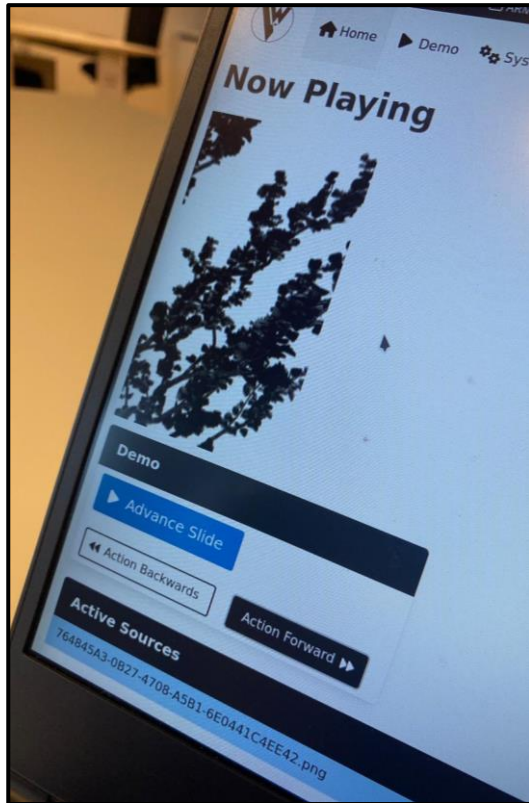 Home Demo
Now Playing
Demo
Advance Slide
Action Backwards
Action Forward
Active Sources
764845A3-0B27-4708-A5B1-6E0441C4EE42.png